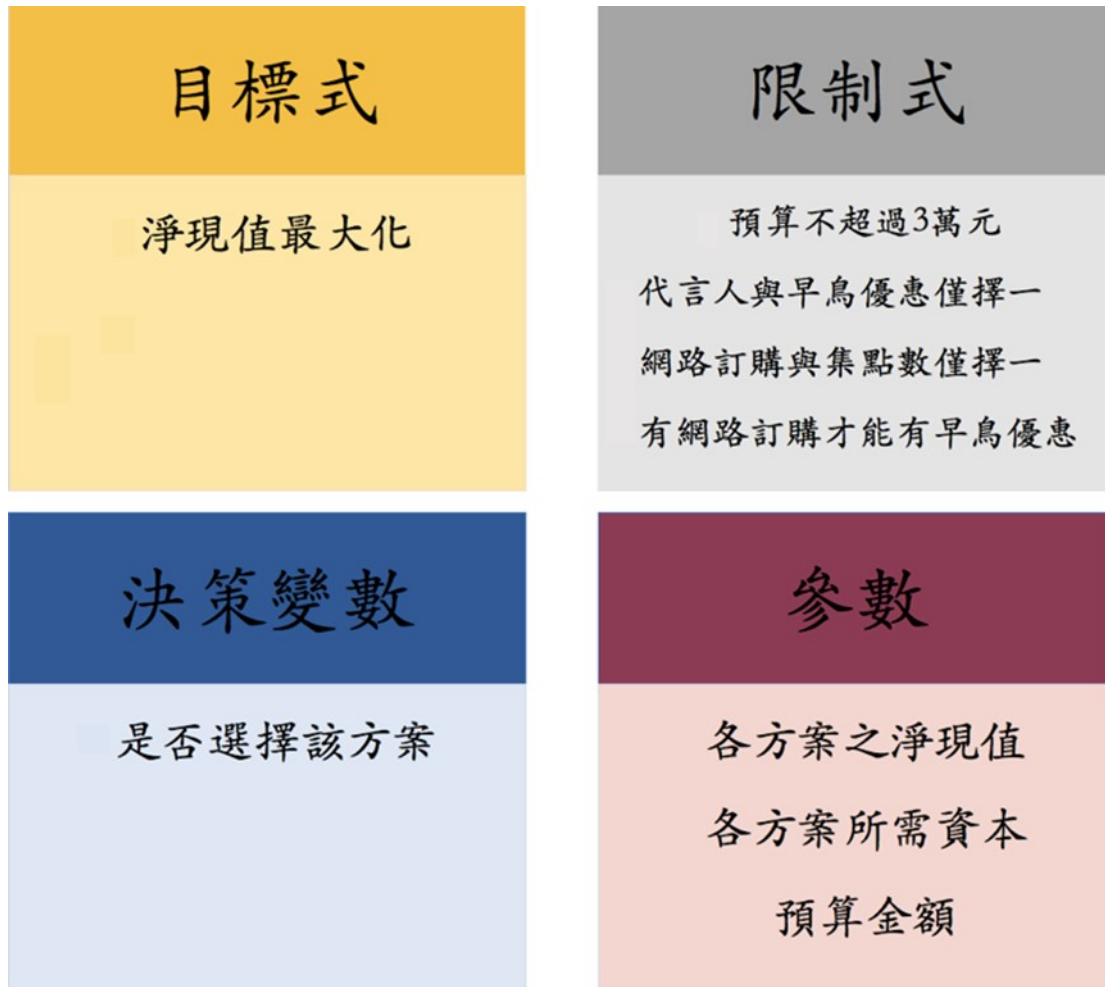 目標式
淨現值最大化
限制式
預算不超過3萬元
代言人與早鳥優惠僅擇一
網路訂購與集點數僅擇一
有網路訂購才能有早鳥優惠
決策變數
是否選擇該方案
參數
各方案之淨現值
各方案所需資本
預算金額